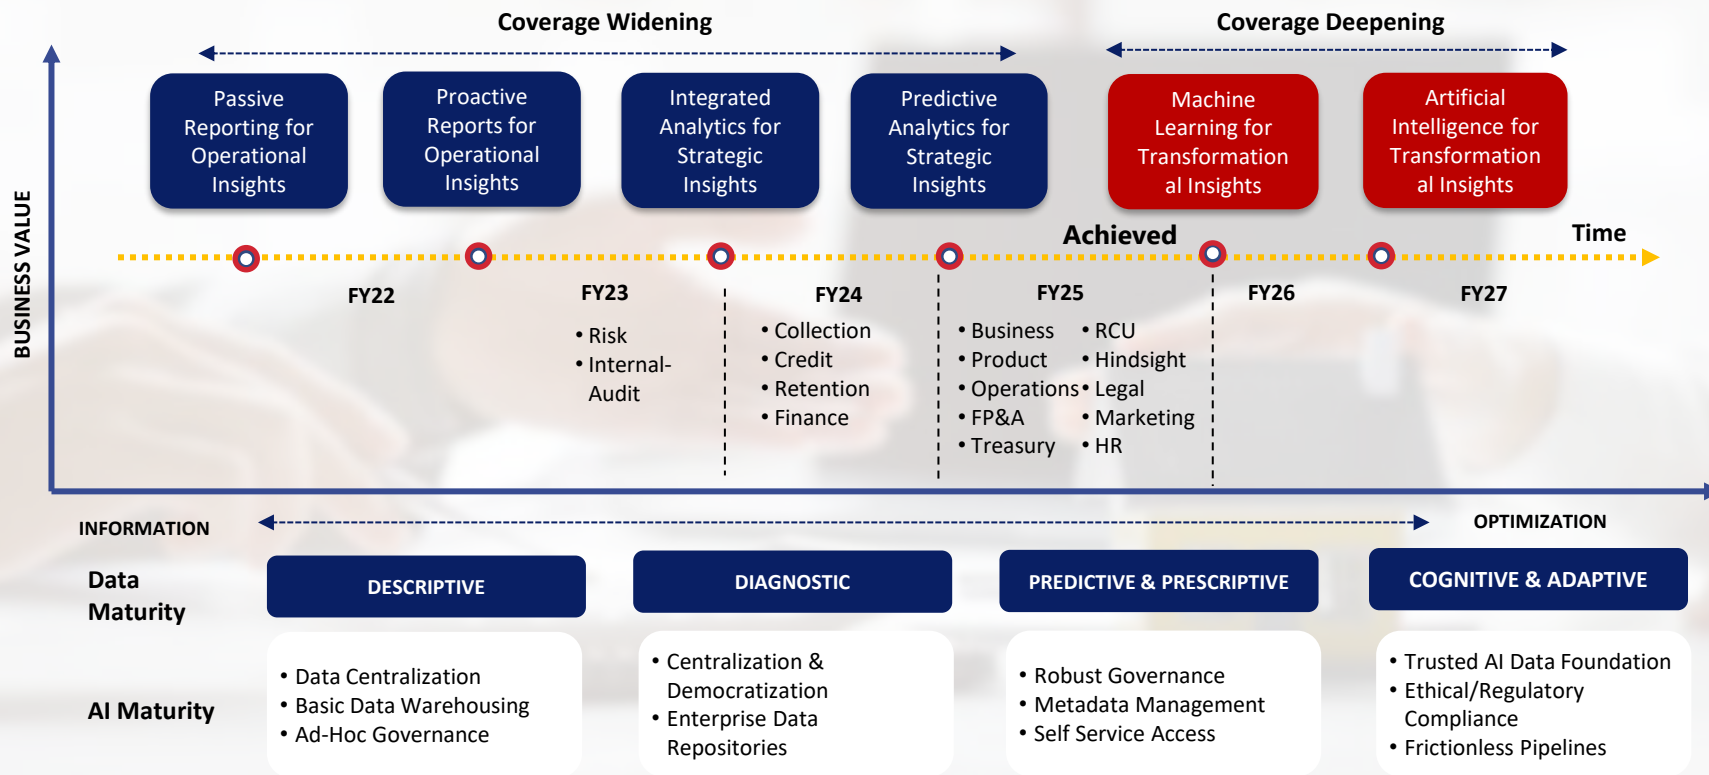 Coverage Widening
Coverage Deepening
BUSINESS VALUE
Passive
Reporting for
Operational
Insights
Proactive
Reports for
Operational
Insights
Integrated
Analytics for
Strategic
Insights
Predictive
Analytics for
Strategic
Insights
Machine
Learning for
Transformation
al Insights
Artificial
Intelligence for
Transformation
al Insights
Achieved
Time
FY22
FY23
FY24
FY25
FY26
FY27
• Risk
• Internal-
Audit
• Collection
• Credit
• Retention
• Finance
• Business
• Product
• Operations
• FP&A
• Treasury
• RCU
• Hindsight
• Legal
• Marketing
• HR
INFORMATION
OPTIMIZATION
Data
Maturity
DESCRIPTIVE
DIAGNOSTIC
PREDICTIVE & PRESCRIPTIVE
COGNITIVE & ADAPTIVE
AI Maturity
• Data Centralization
• Basic Data Warehousing
• Ad-Hoc Governance
• Centralization &
Democratization
• Enterprise Data
Repositories
• Robust Governance
• Metadata Management
• Self Service Access
• Trusted AI Data Foundation
• Ethical/Regulatory
Compliance
• Frictionless Pipelines